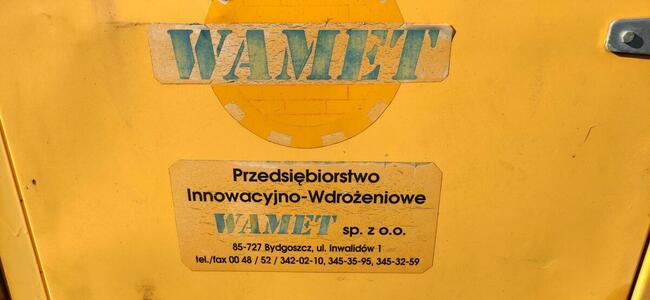 WAMET
Przedsiębiorstwo
Innowacyjno-Wdrożeniowe
WAMET sp. z o.o.
85-727 Bydgoszcz, ul. Inwalidów 1
tel./fax 00 48 / 52 / 342-02-10, 345-35-95, 345-32-59